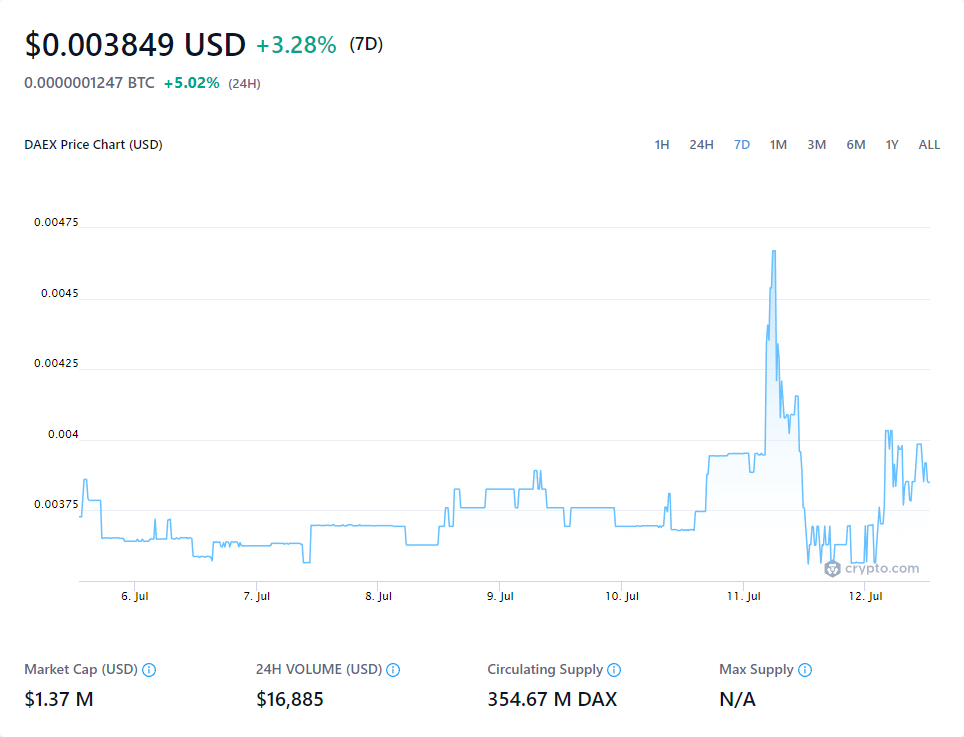 $0.003849 USD +3.28% (7D)
0.0000001247 BTC +5.02% (24H)
DAEX Price Chart (USD) 1H 24H 7D 1M 3M 6M 1Y ALL
0.00475
0.0045
0.00425
0.004
0.00375
crypto.com
6. Jul 7. Jul 8. Jul 9. Jul 10. Jul 11. Jul 12. Jul
Market Cap (USD) 24H VOLUME (USD) Circulating Supply Max Supply
$1.37 M $16,885 354.67 M DAX N/A